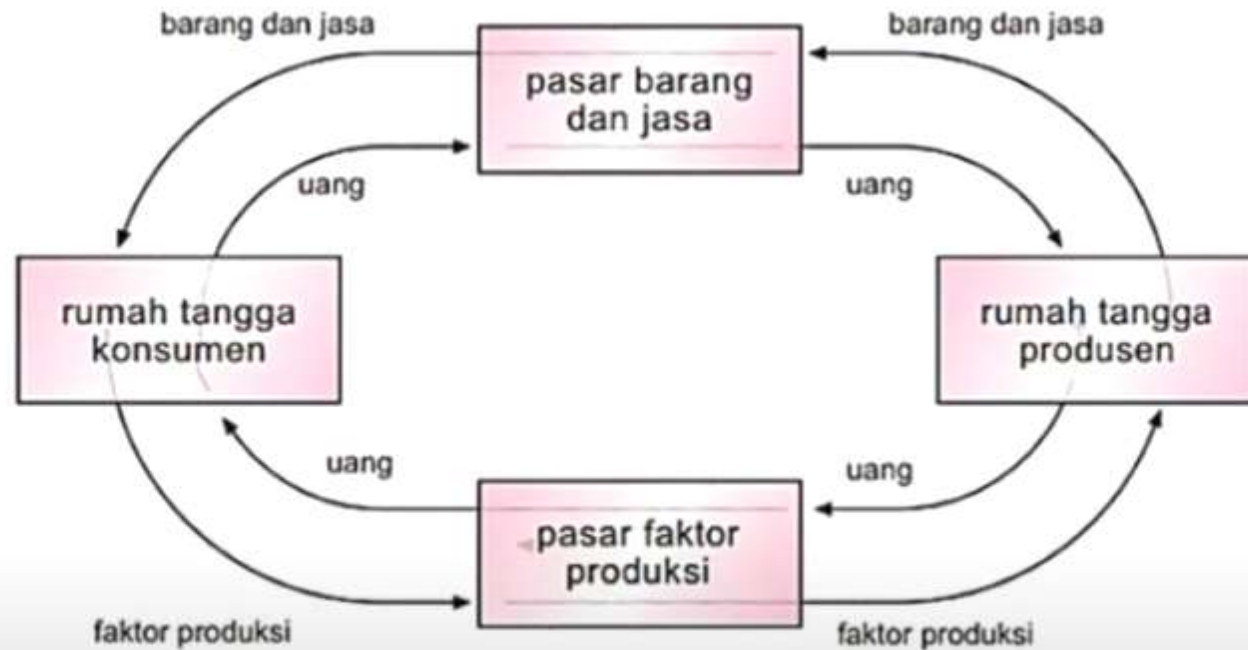 barang dan jasa
barang dan jasa
pasar barang
dan jasa
uang
uang
rumah tangga
konsumen
rumah tangga
produsen
uang
uang
pasar faktor
produksi
faktor produksi
faktor produksi